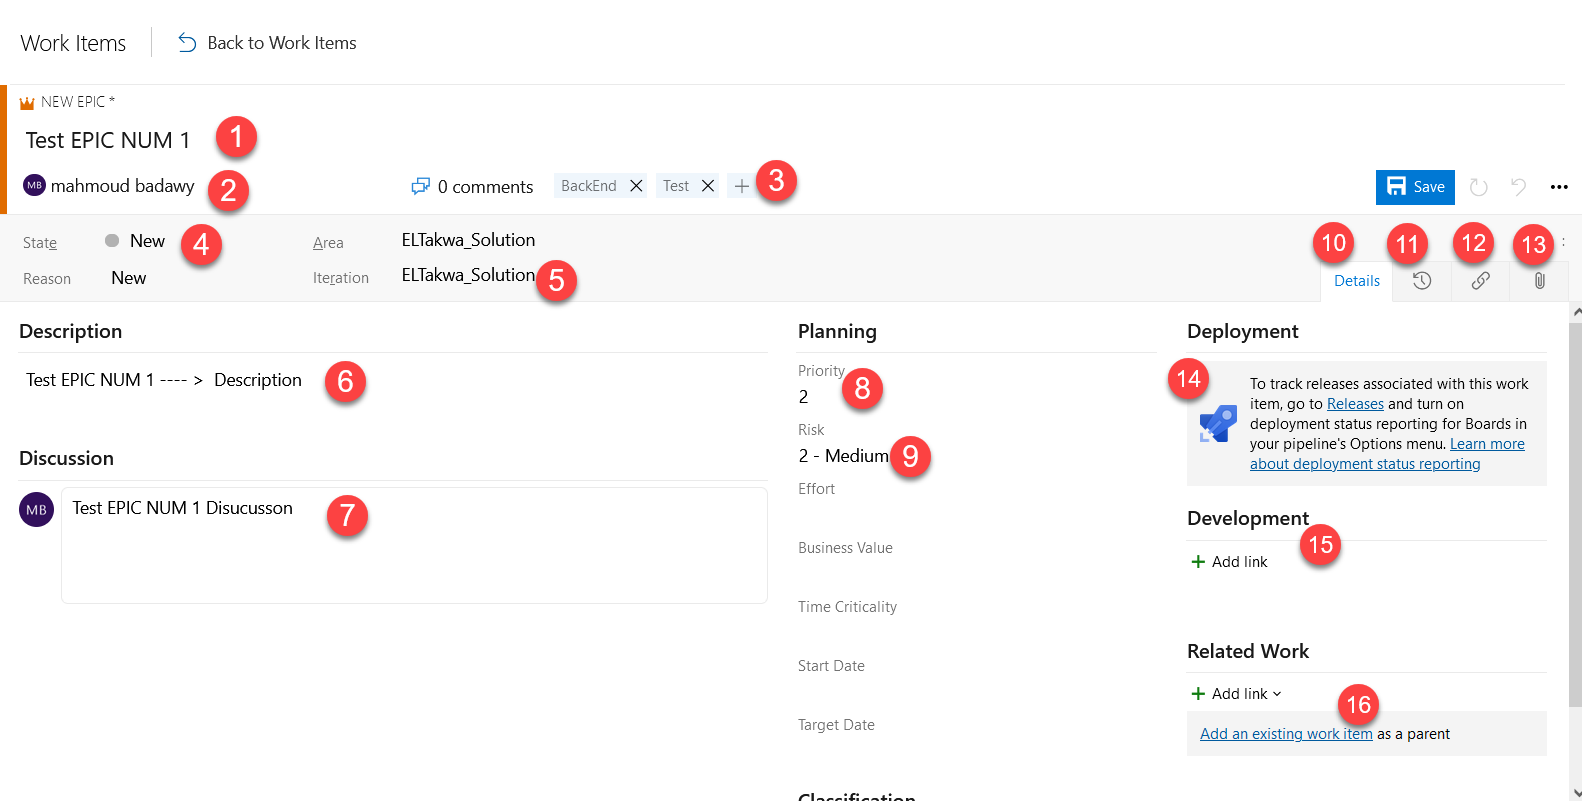 Work Items
Back to Work Items
NEW EPIC *
Test EPIC NUM 1
1
MB mahmoud badawy
2
0 comments
BackEnd
Test
3
Save
State
New
4
Area
ELTakwa_Solution
Reason
New
Iteration
ELTakwa_Solution
5
10
11
12
13
Details
Description
Test EPIC NUM 1 ---- > Description
6
Discussion
MB
Test EPIC NUM 1 Disucusson
7
Planning
Priority
2
8
Risk
2 - Medium
9
Effort
Business Value
Time Criticality
Start Date
Target Date
Classification
Deployment
14
To track releases associated with this work
item, go to Releases and turn on
deployment status reporting for Boards in
your pipeline's Options menu. Learn more
about deployment status reporting
Development
15
Add link
Related Work
Add link
16
Add an existing work item as a parent